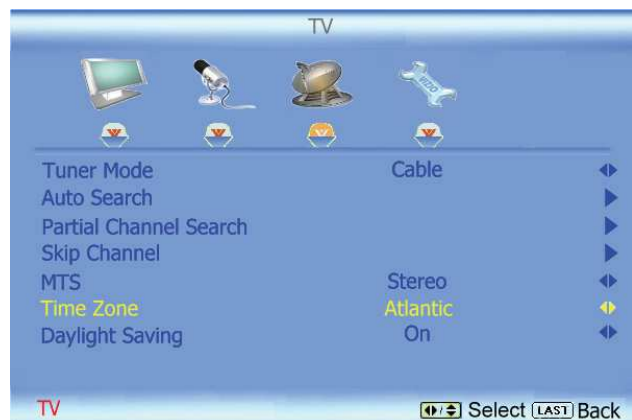 TV
VIZIO
Tuner Mode Cable
Auto Search
Partial Channel Search
Skip Channel
MTS Stereo
Time Zone Atlantic
Daylight Saving On
TV Select LAST Back